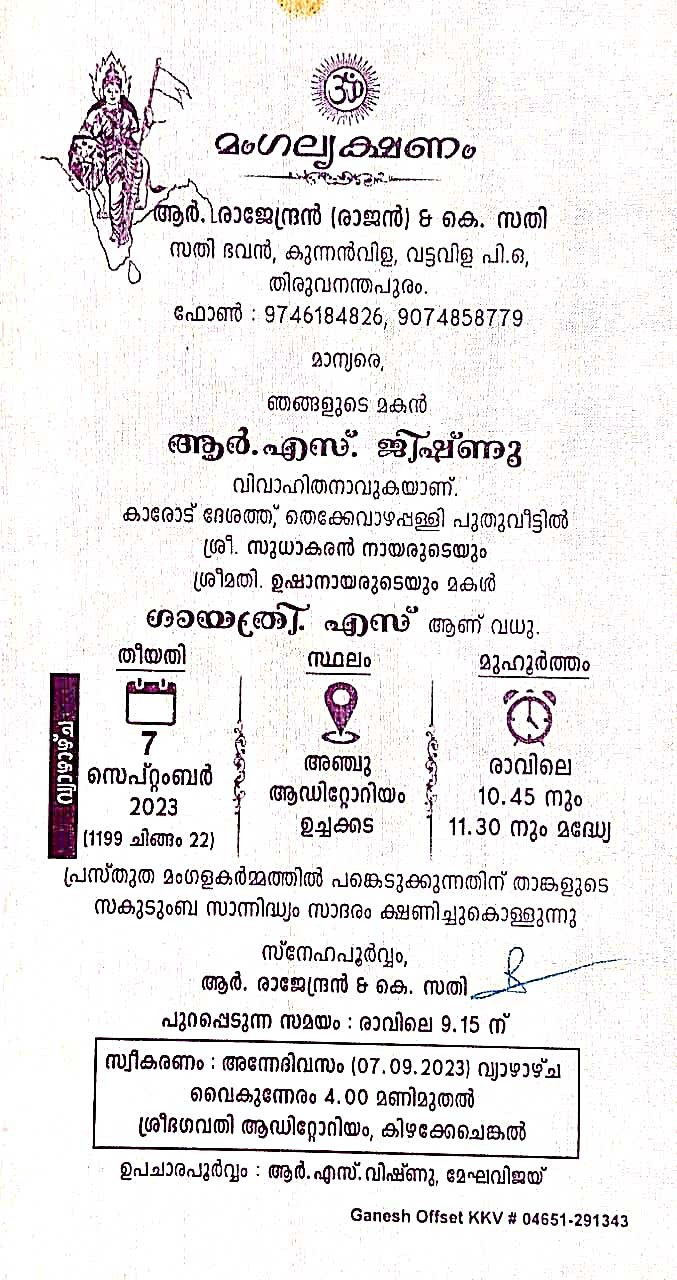 ॐ
മംഗല്യക്ഷണം
ആർ. രാജേന്ദ്രൻ (രാജൻ) & കെ. സതി
സതി ഭവൻ, കുന്നൻവിള, വട്ടവിള പി.ഒ,
തിരുവനന്തപുരം.
ഫോൺ : 9746184826, 9074858779
മാന്യരെ,
ഞങ്ങളുടെ മകൻ
ആർ.എസ്. ജിഷ്ണു
വിവാഹിതനാവുകയാണ്.
കാരോട് ദേശത്ത്, തെക്കേവാഴപ്പള്ളി പുതുവീട്ടിൽ
ശ്രീ. സുധാകരൻ നായരുടെയും
ശ്രീമതി. ഉഷാനായരുടെയും മകൾ
ഗായത്രി. എസ് ആണ് വധു.
വ്യാഴാഴ്ച
തീയതി
7
സെപ്റ്റംബർ
2023
(1199 ചിങ്ങം 22)
സ്ഥലം
അഞ്ചു
ആഡിറ്റോറിയം
ഉച്ചക്കട
മുഹൂർത്തം
രാവിലെ
10.45 നും
11.30 നും മദ്ധ്യേ
പ്രസ്തുത മംഗളകർമ്മത്തിൽ പങ്കെടുക്കുന്നതിന് താങ്കളുടെ
സകുടുംബ സാന്നിദ്ധ്യം സാദരം ക്ഷണിച്ചുകൊള്ളുന്നു
സ്നേഹപൂർവ്വം,
ആർ. രാജേന്ദ്രൻ & കെ. സതി
പുറപ്പെടുന്ന സമയം : രാവിലെ 9.15 ന്
സ്വീകരണം : അന്നേദിവസം (07.09.2023) വ്യാഴാഴ്ച
വൈകുന്നേരം 4.00 മണിമുതൽ
ശ്രീഭഗവതി ആഡിറ്റോറിയം, കിഴക്കേചെങ്കൽ
ഉപചാരപൂർവ്വം : ആർ.എസ്.വിഷ്ണു, മേഘവിജയ്
Ganesh Offset KKV # 04651-291343